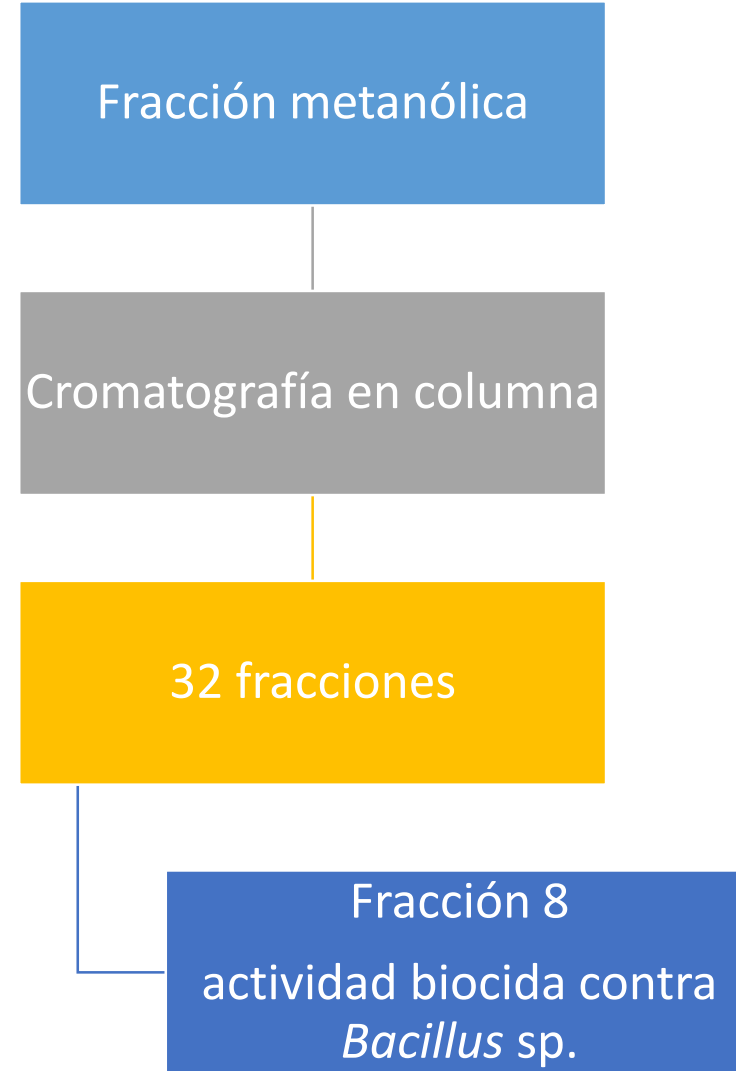 Fracción metanólica
Cromatografía en columna
32 fracciones
Fracción 8
actividad biocida contra
Bacillus sp.